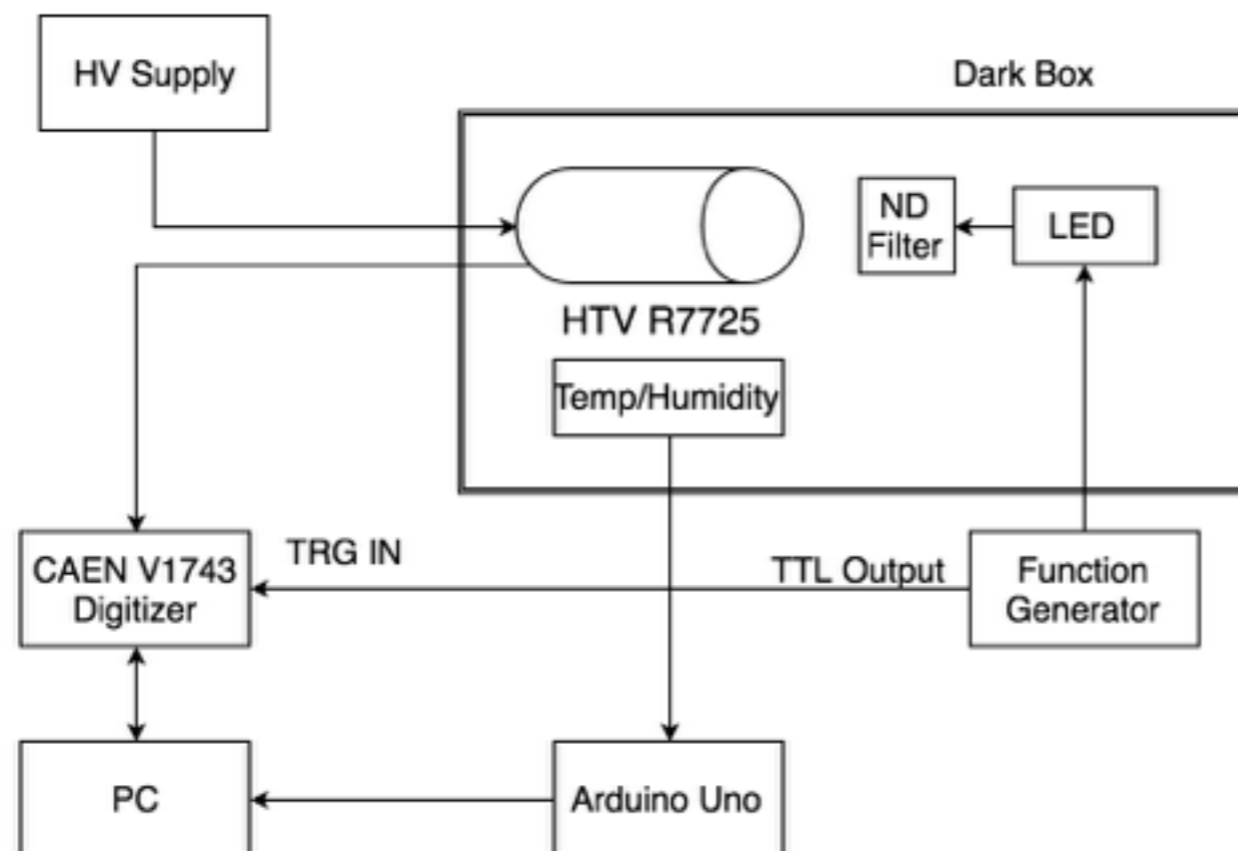 HV Supply
Dark Box
ND
Filter
LED
HTV R7725
Temp/Humidity
CAEN V1743
Digitizer
TRG IN
TTL Output
Function
Generator
PC
Arduino Uno